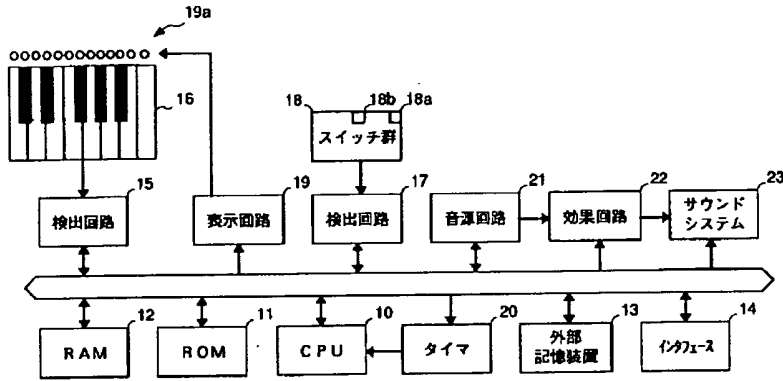 19a
16
18
18b
18a
スイッチ群
15
検出回路
19
表示回路
17
検出回路
21
音源回路
22
効果回路
23
サウンド
システム
12
RAM
11
ROM
10
CPU
20
タイマ
13
外部
記憶装置
14
インタフェース